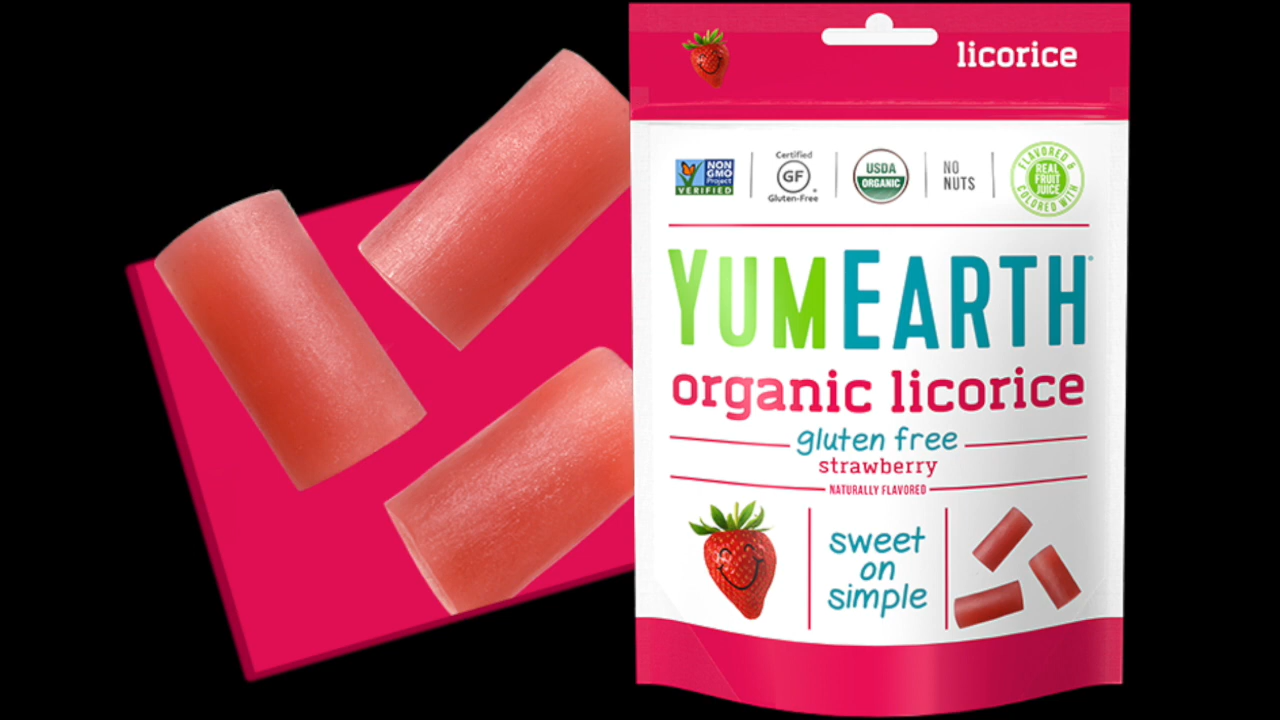 licorice
NON
GMO
Project
VERIFIED
Certified
GF
Gluten-Free
USDA
ORGANIC
NO
NUTS
FLAVORED &
REAL
FRUIT
JUICE
COLORED WITH
YUMEARTH®
organic licorice
gluten free
strawberry
NATURALLY FLAVORED
sweet
on
simple